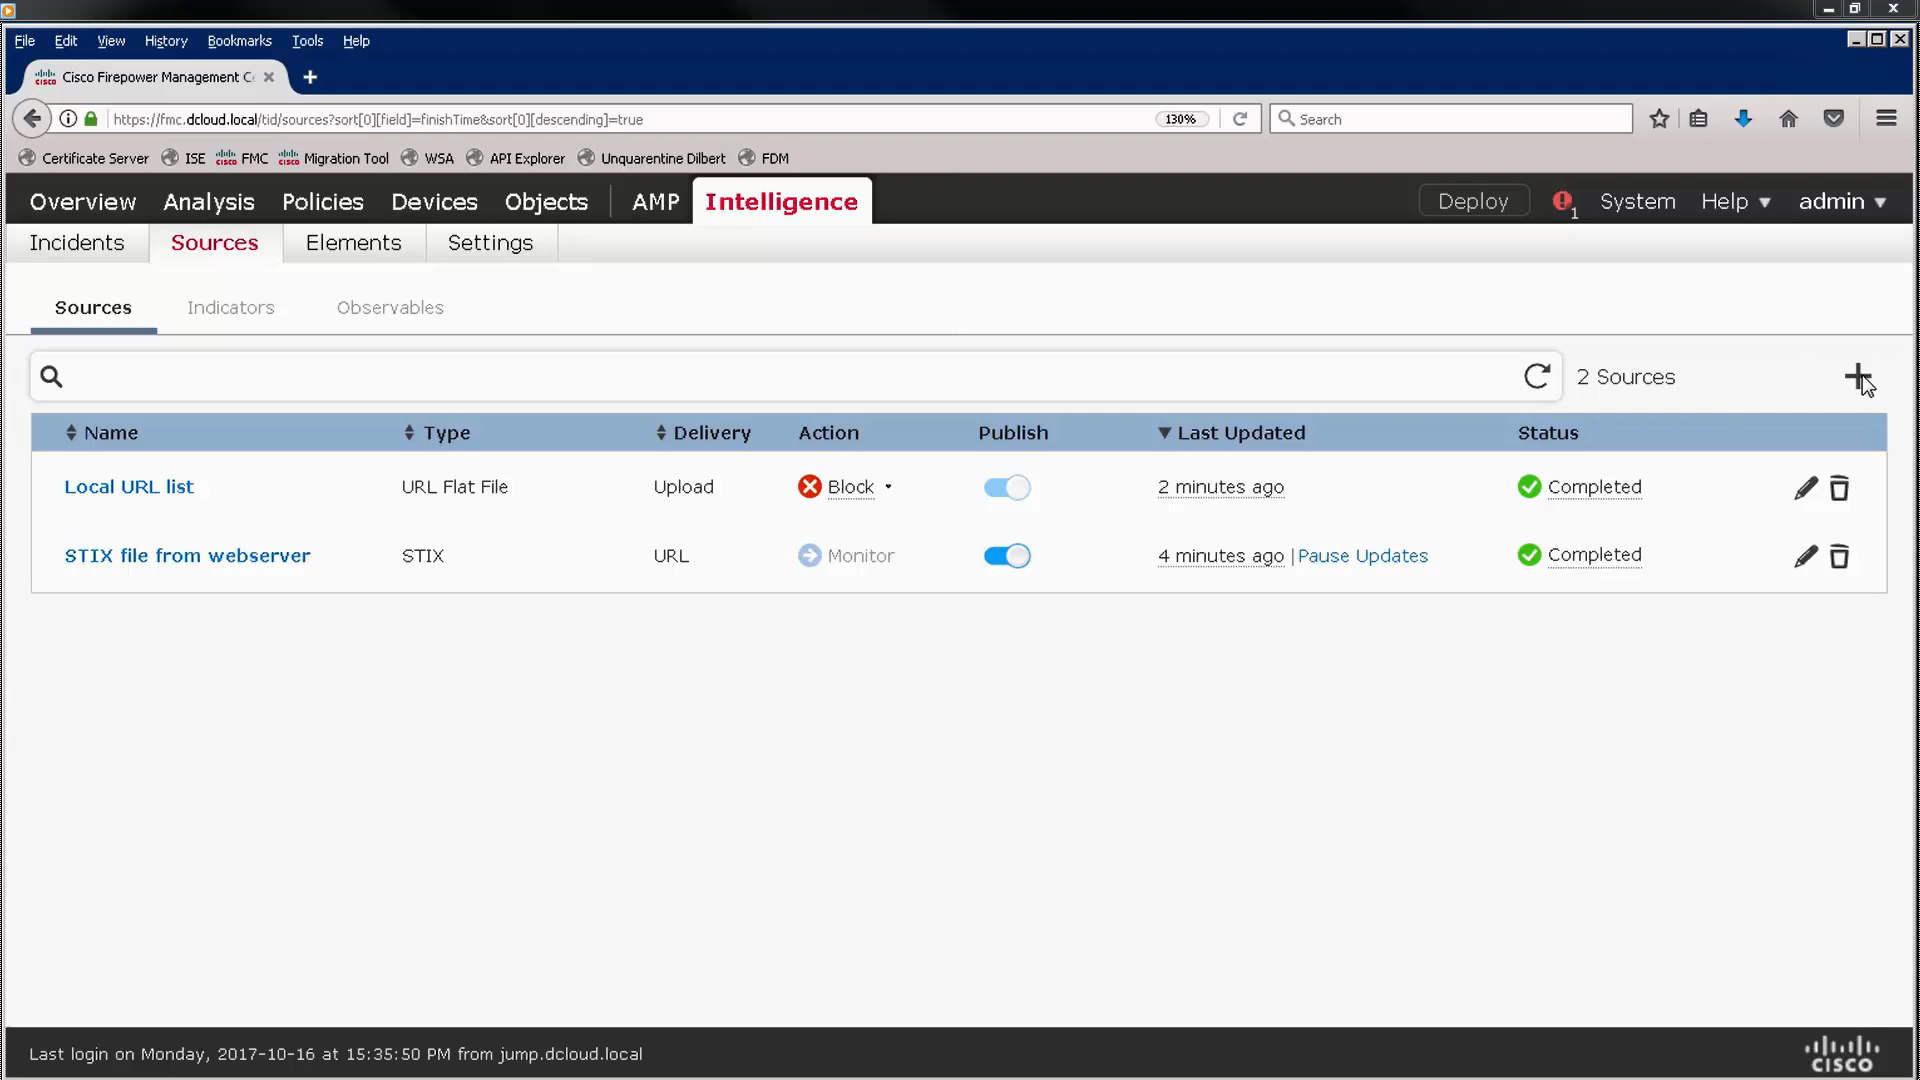 File Edit View History Bookmarks Tools Help
Cisco Firepower Management Ce
https://fmc.dcloud.local/tid/sources?sort[0][field]=finishTime&sort[0][descending]=true 130% Search
Certificate Server ISE FMC Migration Tool WSA API Explorer Unquarentine Dilbert FDM
Overview Analysis Policies Devices Objects AMP Intelligence Deploy 1 System Help admin
Incidents Sources Elements Settings
Sources Indicators Observables
2 Sources
Name Type Delivery Action Publish Last Updated Status
Local URL list URL Flat File Upload Block 2 minutes ago Completed
STIX file from webserver STIX URL Monitor 4 minutes ago | Pause Updates Completed
Last login on Monday, 2017-10-16 at 15:35:50 PM from jump.dcloud.local
CISCO